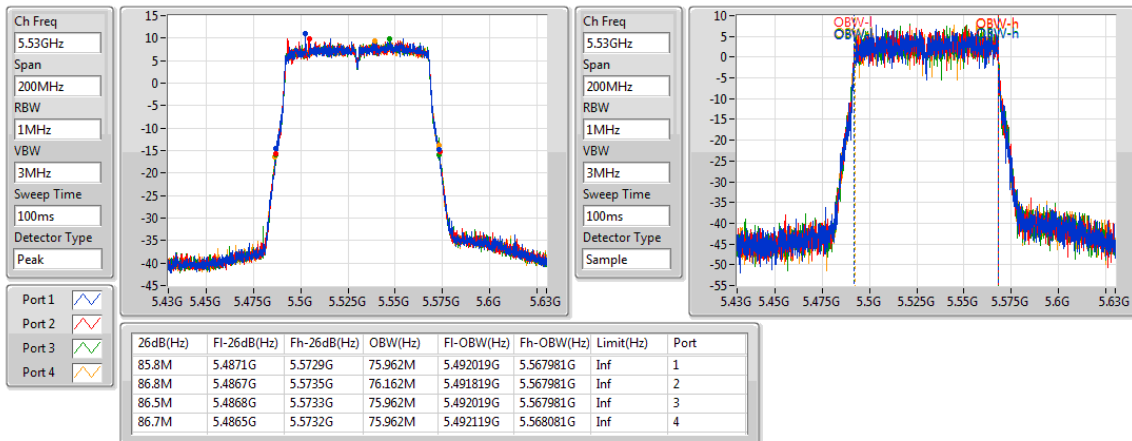 Ch Freq
5.53GHz
Span
200MHz
RBW
1MHz
VBW
3MHz
Sweep Time
100ms
Detector Type
Peak
15
10
5
0
-5
-10
-15
-20
-25
-30
-35
-40
-45
5.43G 5.45G 5.475G 5.5G 5.525G 5.55G 5.575G 5.6G 5.63G
Ch Freq
5.53GHz
Span
200MHz
RBW
1MHz
VBW
3MHz
Sweep Time
100ms
Detector Type
Sample
10
5
0
-5
-10
-15
-20
-25
-30
-35
-40
-45
-50
-55
OBW-l OBW-h
OBW-l OBW-h
5.43G 5.45G 5.475G 5.5G 5.525G 5.55G 5.575G 5.6G 5.63G
Port 1
Port 2
Port 3
Port 4
26dB(Hz) Fl-26dB(Hz) Fh-26dB(Hz) OBW(Hz) Fl-OBW(Hz) Fh-OBW(Hz) Limit(Hz) Port
85.8M 5.4871G 5.5729G 75.962M 5.492019G 5.567981G Inf 1
86.8M 5.4867G 5.5735G 76.162M 5.491819G 5.567981G Inf 2
86.5M 5.4868G 5.5733G 75.962M 5.492019G 5.567981G Inf 3
86.7M 5.4865G 5.5732G 75.962M 5.492119G 5.568081G Inf 4